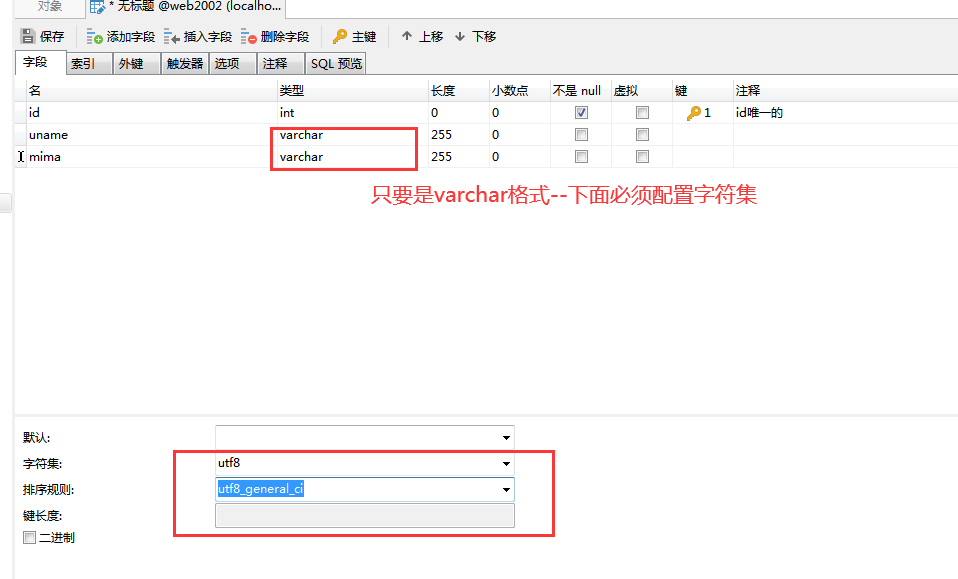 对象 * 无标题 @web2002 (localho...
保存 添加字段 插入字段 删除字段 主键 上移 下移
字段 索引 外键 触发器 选项 注释 SQL 预览
名 类型 长度 小数点 不是 null 虚拟 键 注释
id int 0 0 1 id唯一的
uname varchar 255 0
mima varchar 255 0
只要是varchar格式--下面必须配置字符集
默认:
字符集: utf8
排序规则: utf8_general_ci
键长度:
二进制